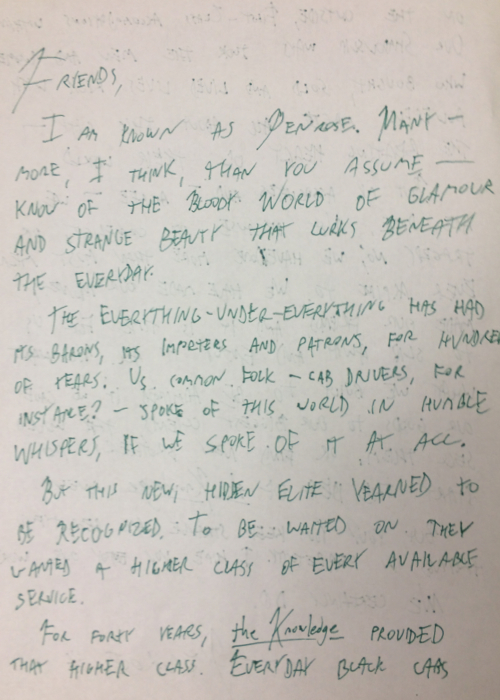 FRIENDS,
I AM KNOWN AS PENROSE. MANY —
MORE, I THINK, THAN YOU ASSUME —
KNOW OF THE BLOODY WORLD OF GLAMOUR
AND STRANGE BEAUTY THAT LURKS BENEATH
THE EVERYDAY.
THE EVERYTHING-UNDER-EVERYTHING HAS HAD
ITS BARONS, ITS IMPORTERS AND PATRONS, FOR HUNDRE
OF YEARS. US COMMON FOLK — CAB DRIVERS, FOR
INSTANCE? — SPOKE OF THIS WORLD IN HUMBLE
WHISPERS, IF WE SPOKE OF IT AT ALL.
BUT THIS NEW, HIDDEN ELITE YEARNED TO
BE RECOGNIZED. TO BE WAITED ON. THEY
WANTED A HIGHER CLASS OF EVERY AVAILABLE
SERVICE.
FOR FORTY YEARS, the Knowledge PROVIDED
THAT HIGHER CLASS. EVERYDAY BLACK CABS